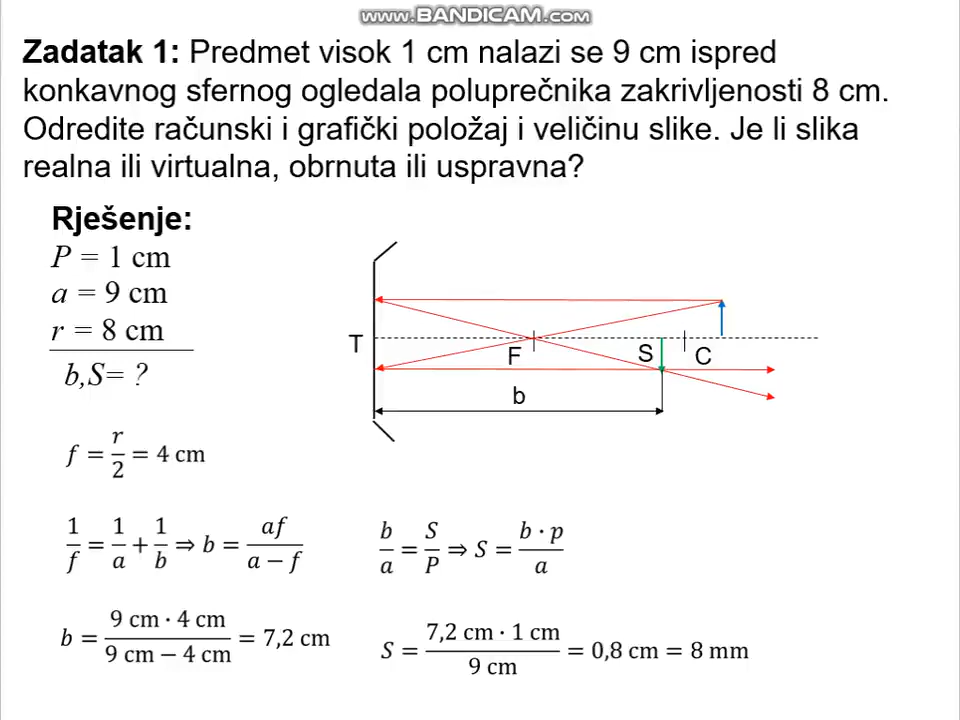 www.BANDICAM.com
Zadatak 1: Predmet visok 1 cm nalazi se 9 cm ispred
konkavnog sfernog ogledala poluprečnika zakrivljenosti 8 cm.
Odredite računski i grafički položaj i veličinu slike. Je li slika
realna ili virtualna, obrnuta ili uspravna?
Rješenje:
P = 1 cm
a = 9 cm
r = 8 cm
b,S= ?
T
F
S
C
b
f = r/2 = 4 cm
1/f = 1/a + 1/b ⇒ b = af/(a − f)
b/a = S/P ⇒ S = (b · p)/a
b = (9 cm · 4 cm)/(9 cm − 4 cm) = 7,2 cm
S = (7,2 cm · 1 cm)/(9 cm) = 0,8 cm = 8 mm